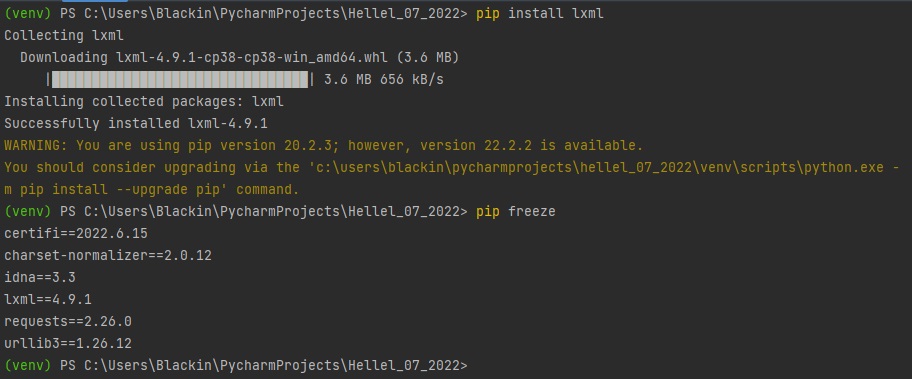 (venv) PS C:\Users\Blackin\PycharmProjects\Hellel_07_2022> pip install lxml
Collecting lxml
  Downloading lxml-4.9.1-cp38-cp38-win_amd64.whl (3.6 MB)
     |████████████████████████████████| 3.6 MB 656 kB/s
Installing collected packages: lxml
Successfully installed lxml-4.9.1
WARNING: You are using pip version 20.2.3; however, version 22.2.2 is available.
You should consider upgrading via the 'c:\users\blackin\pycharmprojects\hellel_07_2022\venv\scripts\python.exe -
m pip install --upgrade pip' command.
(venv) PS C:\Users\Blackin\PycharmProjects\Hellel_07_2022> pip freeze
certifi==2022.6.15
charset-normalizer==2.0.12
idna==3.3
lxml==4.9.1
requests==2.26.0
urllib3==1.26.12
(venv) PS C:\Users\Blackin\PycharmProjects\Hellel_07_2022>